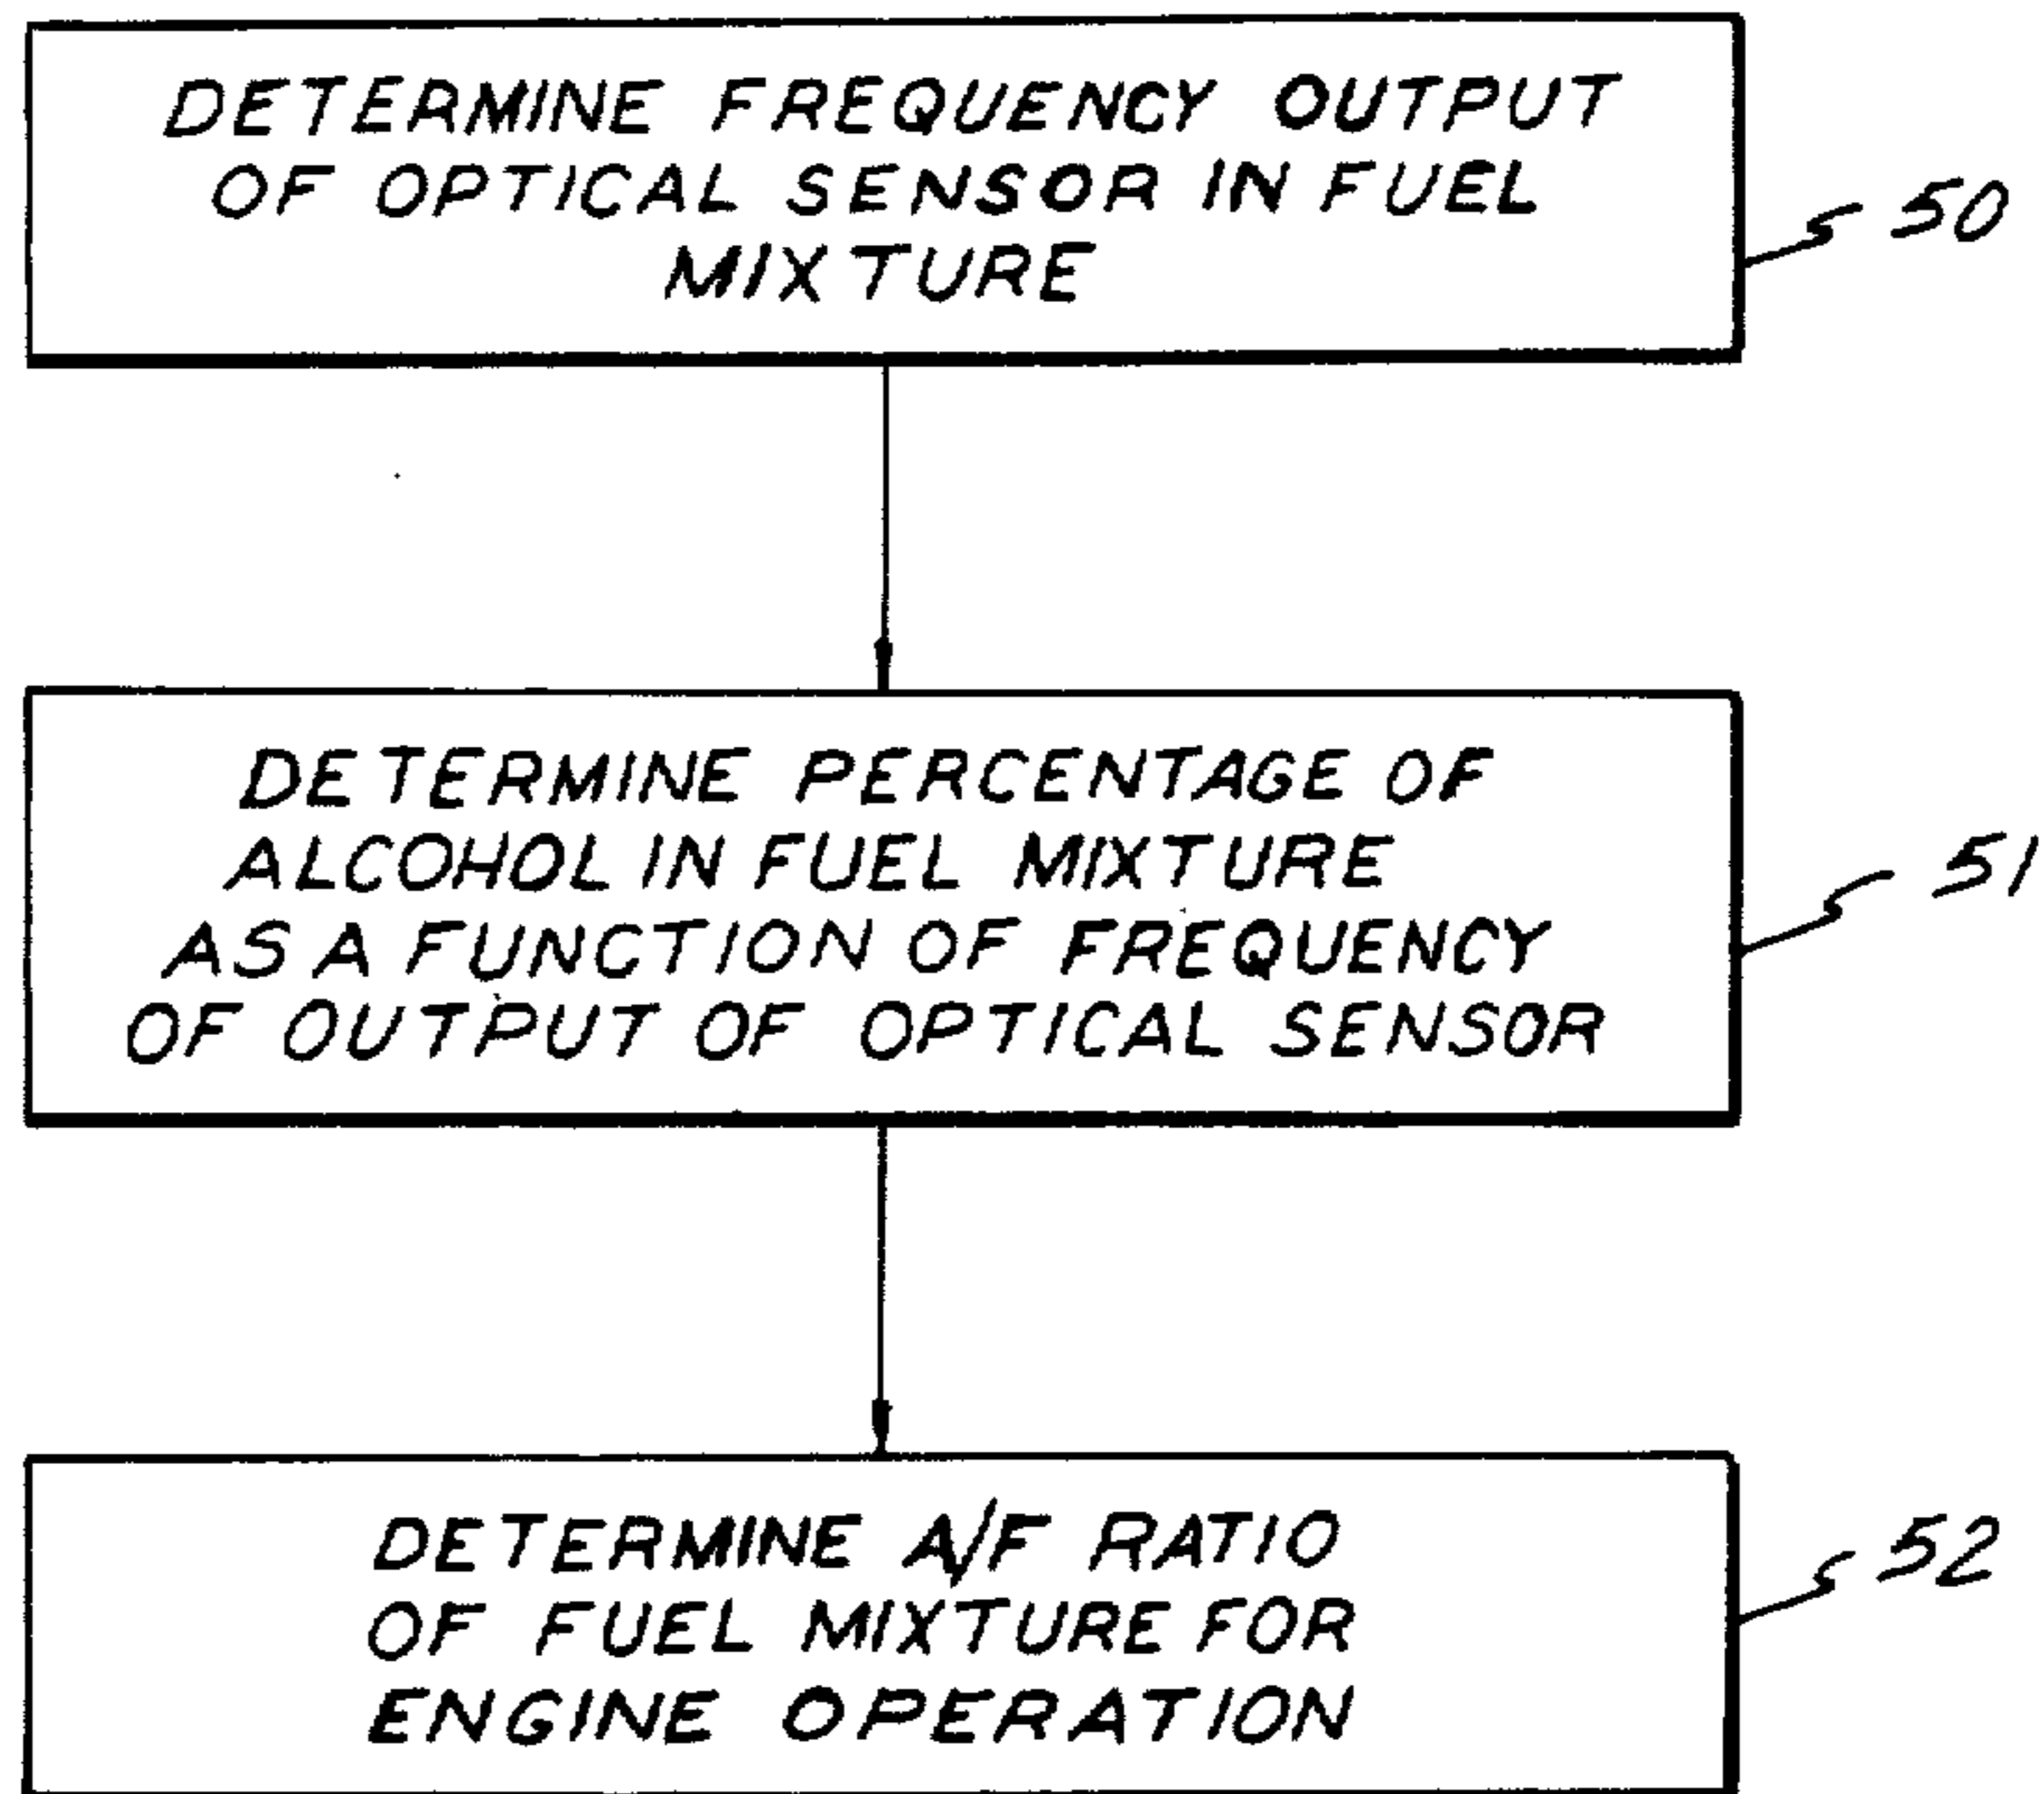 DETERMINE FREQUENCY OUTPUT
OF OPTICAL SENSOR IN FUEL
MIXTURE
50
DETERMINE PERCENTAGE OF
ALCOHOL IN FUEL MIXTURE
AS A FUNCTION OF FREQUENCY
OF OUTPUT OF OPTICAL SENSOR
51
DETERMINE A/F RATIO
OF FUEL MIXTURE FOR
ENGINE OPERATION
52